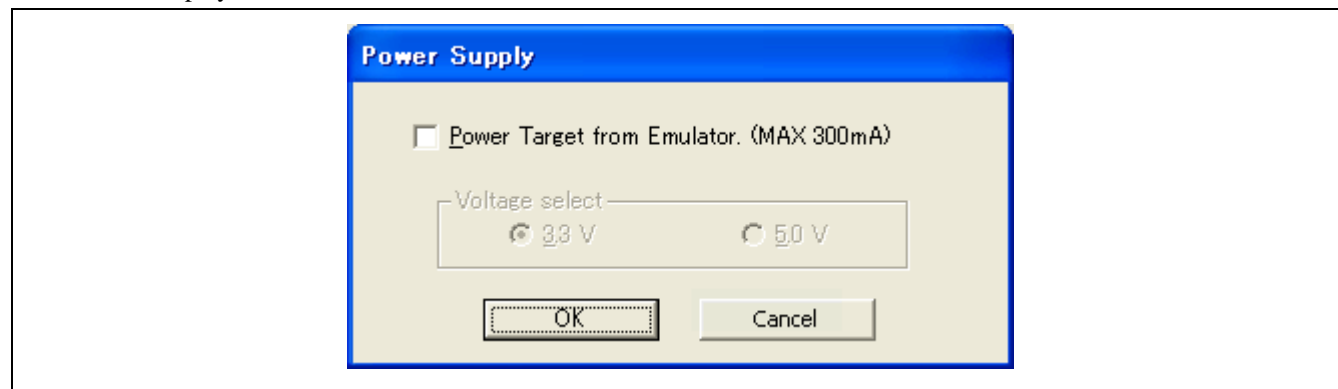 Power Supply
Power Target from Emulator. (MAX 300mA)
Voltage select
3.3 V
5.0 V
OK
Cancel